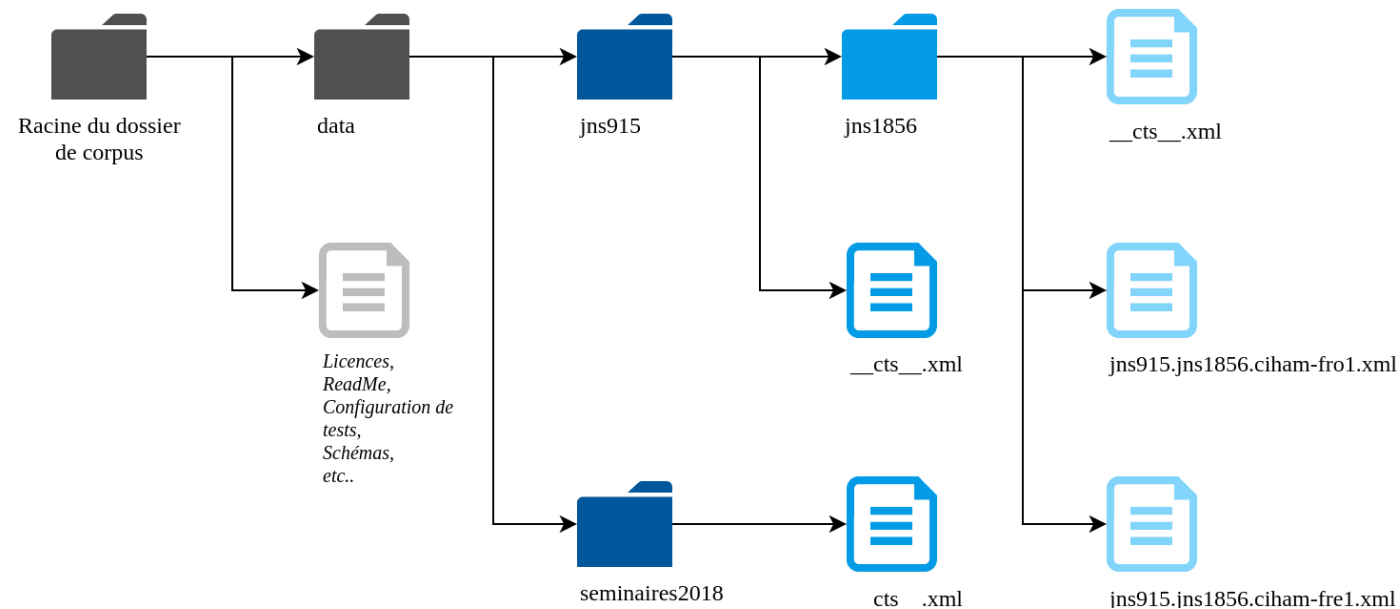 Racine du dossier
de corpus
data
jns915
jns1856
__cts__.xml
Licences,
ReadMe,
Configuration de
tests,
Schémas,
etc..
__cts__.xml
jns915.jns1856.ciham-fro1.xml
seminaires2018
__cts__.xml
jns915.jns1856.ciham-fre1.xml